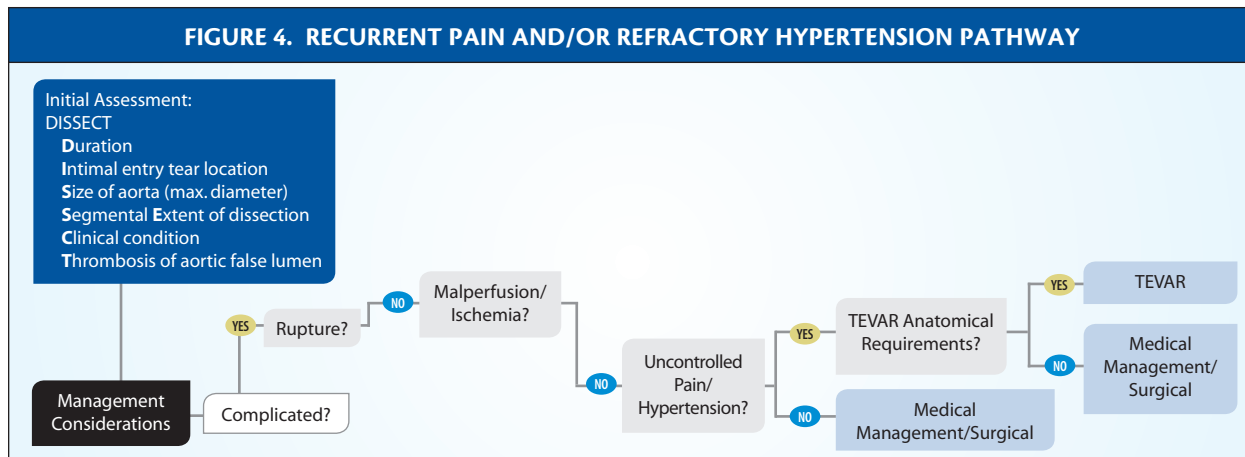 FIGURE 4. RECURRENT PAIN AND/OR REFRACTORY HYPERTENSION PATHWAY
Initial Assessment:
DISSECT
Duration
Intimal entry tear location
Size of aorta (max. diameter)
Segmental Extent of dissection
Clinical condition
Thrombosis of aortic false lumen
Management
Considerations
Complicated?
YES
Rupture?
NO
Malperfusion/
Ischemia?
NO
Uncontrolled
Pain/
Hypertension?
YES
TEVAR Anatomical
Requirements?
YES
TEVAR
NO
Medical
Management/
Surgical
NO
Medical
Management/Surgical